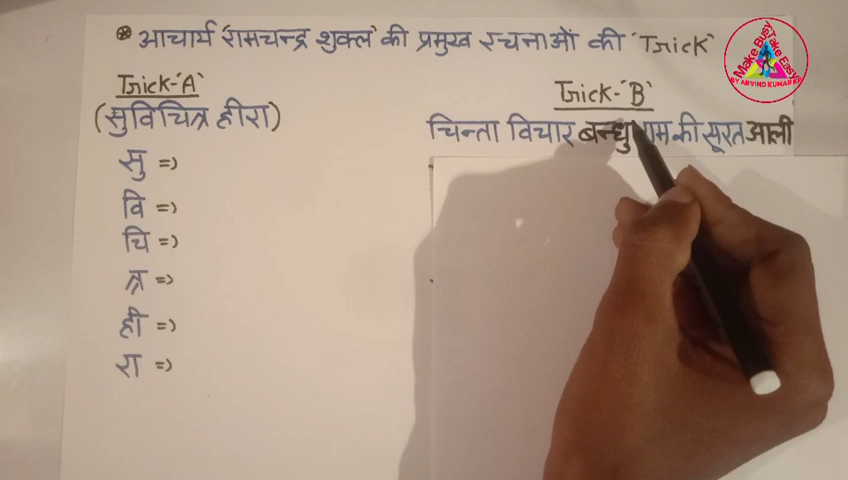 * आचार्य 'रामचन्द्र शुक्ल' की प्रमुख रचनाओं की 'Trick'
Trick-'A'
(सुविचित्र हीरा)
सु =>
वि =>
चि =>
त्र =>
ही =>
रा =>
Trick-'B'
चिन्ता विचार बन्धु की सूरत आली
Make Busy
Take Easy
BY ARVIND KUMAR